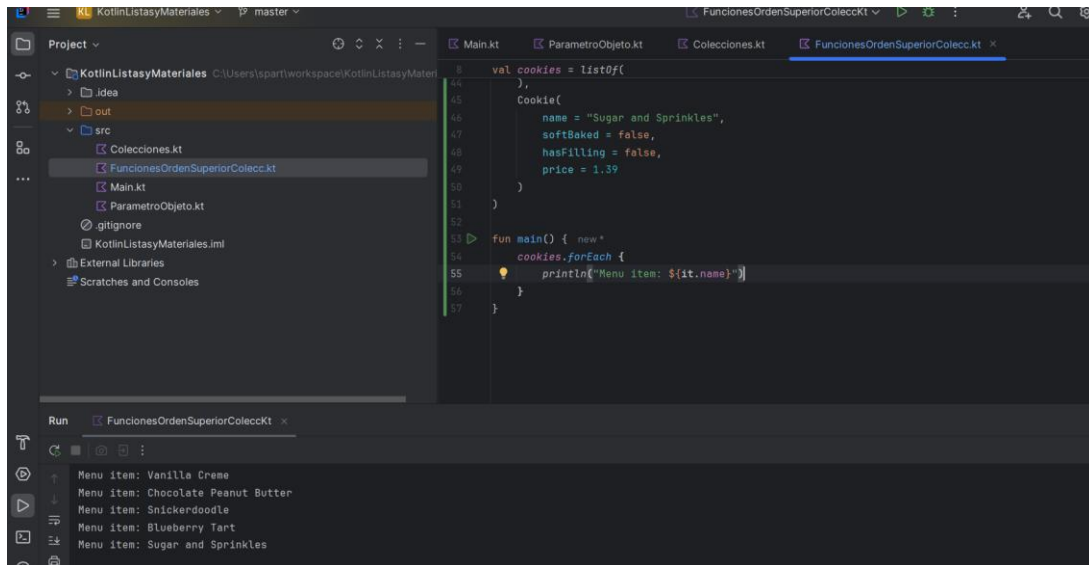 KL KotlinListasyMateriales master FuncionesOrdenSuperiorColeccKt
Project
KotlinListasyMateriales C:\Users\spart\workspace\KotlinListasyMateri
.idea
out
src
Colecciones.kt
FuncionesOrdenSuperiorColecc.kt
Main.kt
ParametroObjeto.kt
.gitignore
KotlinListasyMateriales.iml
External Libraries
Scratches and Consoles
Main.kt ParametroObjeto.kt Colecciones.kt FuncionesOrdenSuperiorColecc.kt
8 val cookies = listOf(
44 ),
45 Cookie(
46 name = "Sugar and Sprinkles",
47 softBaked = false,
48 hasFilling = false,
49 price = 1.39
50 )
51 )
52
53 fun main() { new *
54 cookies.forEach {
55 println("Menu item: ${it.name}")
56 }
57 }
Run FuncionesOrdenSuperiorColeccKt
Menu item: Vanilla Creme
Menu item: Chocolate Peanut Butter
Menu item: Snickerdoodle
Menu item: Blueberry Tart
Menu item: Sugar and Sprinkles